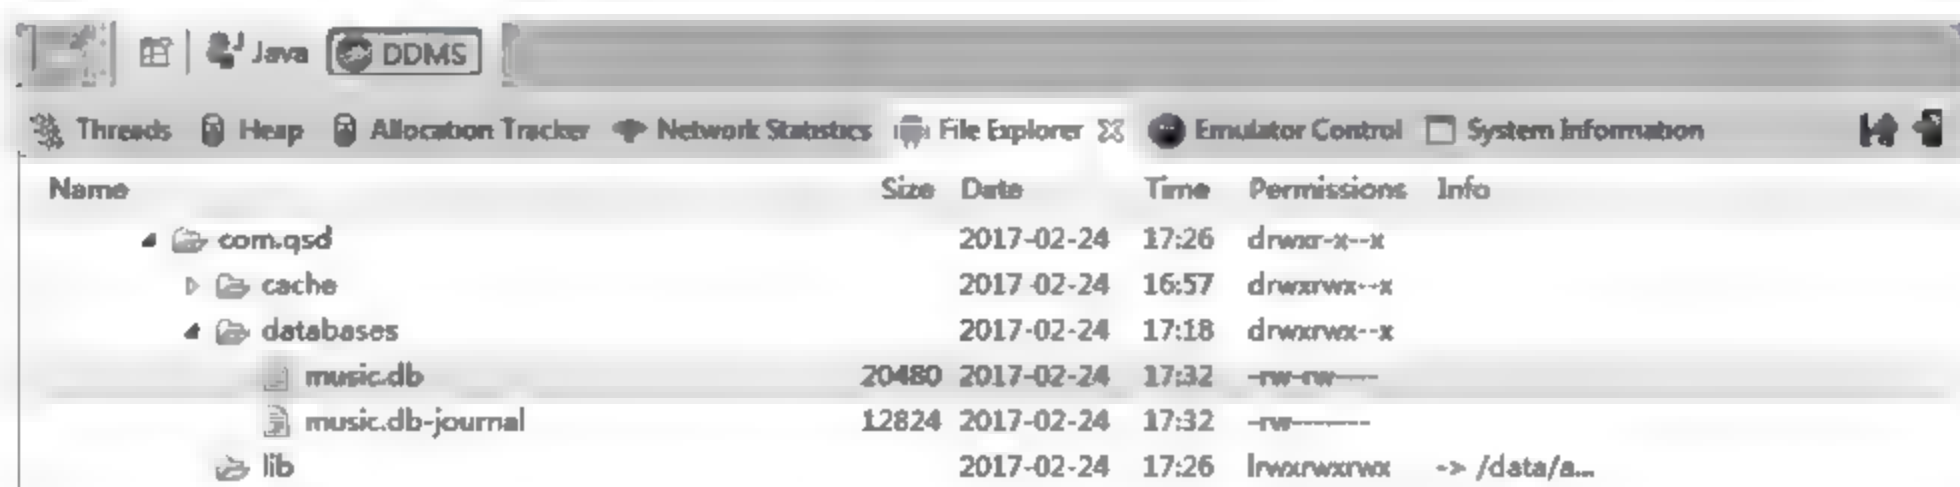 Java DDMS
Threads Heap Allocation Tracker Network Statistics File Explorer Emulator Control System Information
Name Size Date Time Permissions Info
com.qsd 2017-02-24 17:26 drwxr-x--x
cache 2017-02-24 16:57 drwxrwx--x
databases 2017-02-24 17:18 drwxrwx--x
music.db 20480 2017-02-24 17:32 -rw-rw----
music.db-journal 12824 2017-02-24 17:32 -rw-------
lib 2017-02-24 17:26 lrwxrwxrwx -> /data/a...